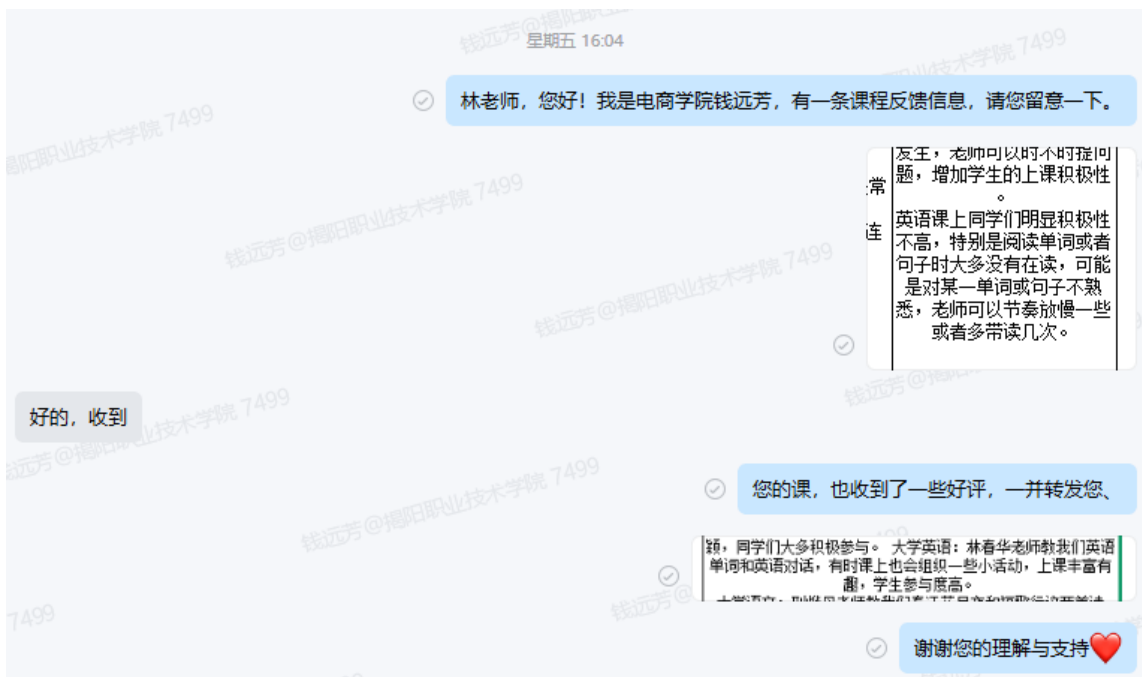 星期五 16:04
林老师，您好！我是电商学院钱远芳，有一条课程反馈信息，请您留意一下。
发生，老师可以时不时提问
题，增加学生的上课积极性
常
。
英语课上同学们明显积极性
连
不高，特别是阅读单词或者
句子时大多没有在读，可能
是对某一单词或句子不熟
悉，老师可以节奏放慢一些
或者多带读几次。
好的，收到
您的课，也收到了一些好评，一并转发您、
颖，同学们大多积极参与。 大学英语：林春华老师教我们英语
单词和英语对话，有时课上也会组织一些小活动，上课丰富有
趣，学生参与度高。
谢谢您的理解与支持❤️
钱远芳@揭阳职业技术学院 7499